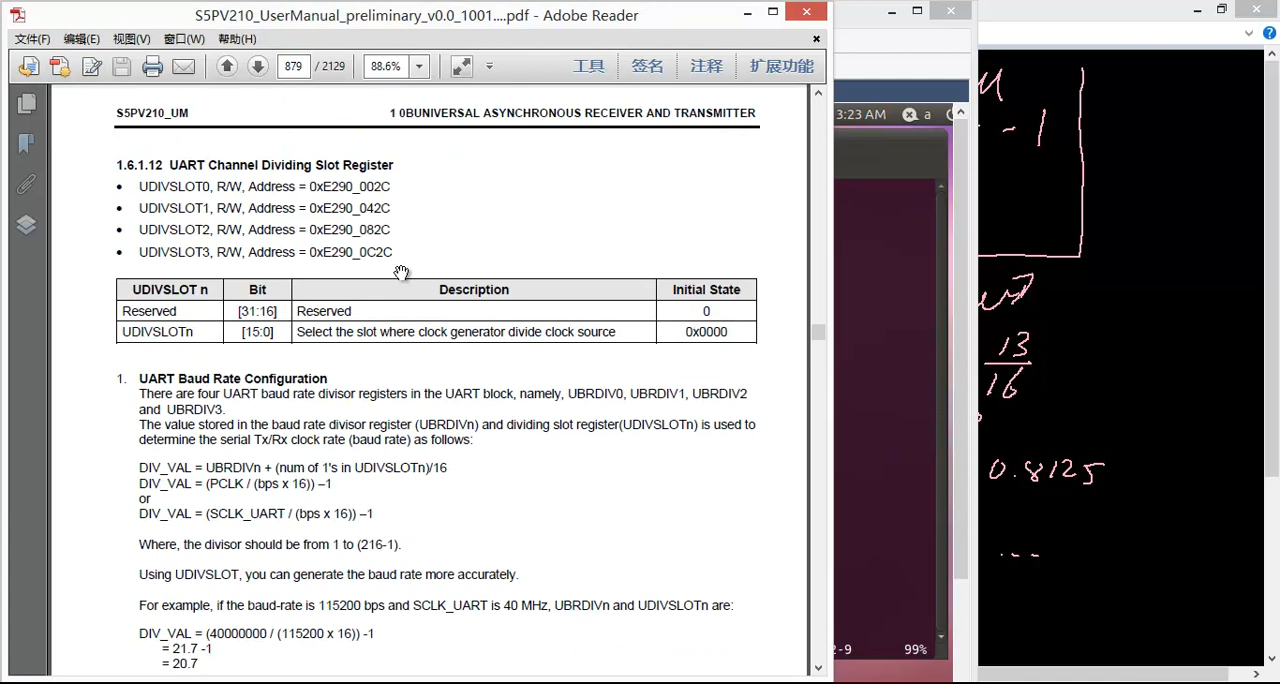 S5PV210_UserManual_preliminary_v0.0_1001....pdf - Adobe Reader
文件(F) 编辑(E) 视图(V) 窗口(W) 帮助(H)
879 / 2129 88.6% 工具 签名 注释 扩展功能
S5PV210_UM 1 0BUNIVERSAL ASYNCHRONOUS RECEIVER AND TRANSMITTER
1.6.1.12 UART Channel Dividing Slot Register
• UDIVSLOT0, R/W, Address = 0xE290_002C
• UDIVSLOT1, R/W, Address = 0xE290_042C
• UDIVSLOT2, R/W, Address = 0xE290_082C
• UDIVSLOT3, R/W, Address = 0xE290_0C2C
UDIVSLOT n Bit Description Initial State
Reserved [31:16] Reserved 0
UDIVSLOTn [15:0] Select the slot where clock generator divide clock source 0x0000
1. UART Baud Rate Configuration
There are four UART baud rate divisor registers in the UART block, namely, UBRDIV0, UBRDIV1, UBRDIV2
and UBRDIV3.
The value stored in the baud rate divisor register (UBRDIVn) and dividing slot register(UDIVSLOTn) is used to
determine the serial Tx/Rx clock rate (baud rate) as follows:
DIV_VAL = UBRDIVn + (num of 1's in UDIVSLOTn)/16
DIV_VAL = (PCLK / (bps x 16)) –1
or
DIV_VAL = (SCLK_UART / (bps x 16)) –1
Where, the divisor should be from 1 to (216-1).
Using UDIVSLOT, you can generate the baud rate more accurately.
For example, if the baud-rate is 115200 bps and SCLK_UART is 40 MHz, UBRDIVn and UDIVSLOTn are:
DIV_VAL = (40000000 / (115200 x 16)) -1
= 21.7 -1
= 20.7
3:23 AM a
2-9 99%
- 1
13
16
0.8125
---